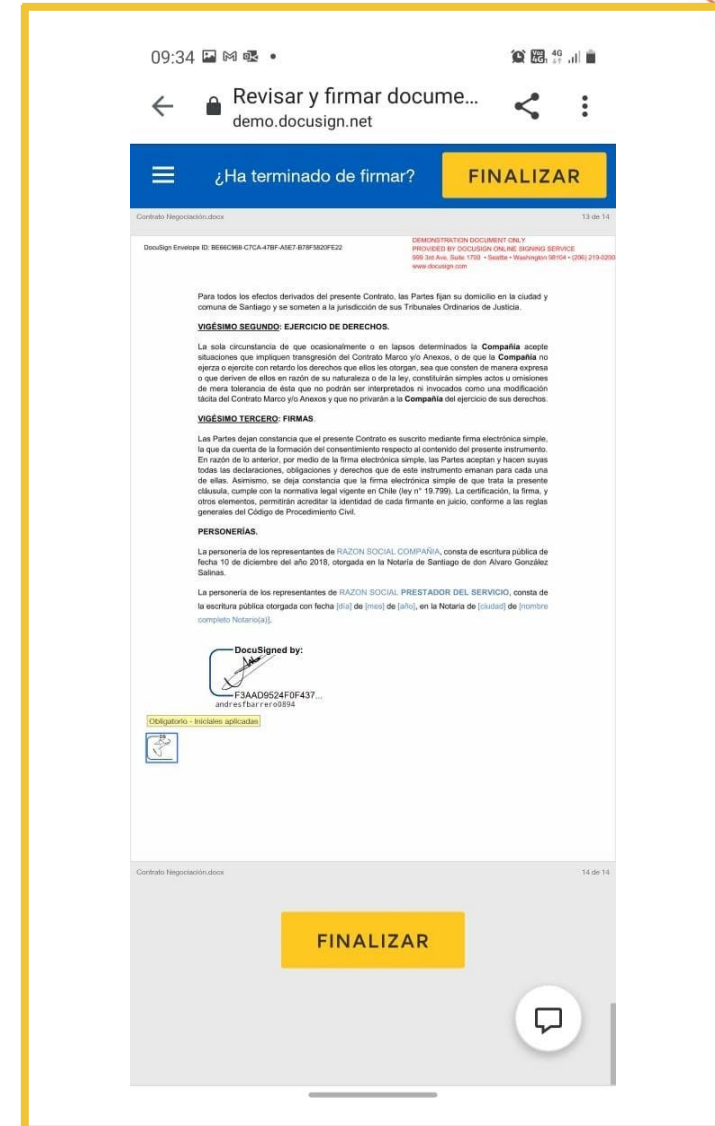 09:34
4G
Revisar y firmar docume...
demo.docusign.net
¿Ha terminado de firmar?
FINALIZAR
Contrato Negociación.docx
13 de 14
DocuSign Envelope ID: BE66C968-C7CA-47BF-A5E7-B78F5820FE22
DEMONSTRATION DOCUMENT ONLY
PROVIDED BY DOCUSIGN ONLINE SIGNING SERVICE
999 3rd Ave, Suite 1700 • Seattle • Washington 98104 • (206) 219-0200
www.docusign.com
Para todos los efectos derivados del presente Contrato, las Partes fijan su domicilio en la ciudad y
comuna de Santiago y se someten a la jurisdicción de sus Tribunales Ordinarios de Justicia.
VIGÉSIMO SEGUNDO: EJERCICIO DE DERECHOS.
La sola circunstancia de que ocasionalmente o en lapsos determinados la Compañía acepte
situaciones que impliquen transgresión del Contrato Marco y/o Anexos, o de que la Compañía no
ejerza o ejercite con retardo los derechos que ellos les otorgan, sea que consten de manera expresa
o que deriven de ellos en razón de su naturaleza o de la ley, constituirán simples actos u omisiones
de mera tolerancia de ésta que no podrán ser interpretados ni invocados como una modificación
tácita del Contrato Marco y/o Anexos y que no privarán a la Compañía del ejercicio de sus derechos.
VIGÉSIMO TERCERO: FIRMAS.
Las Partes dejan constancia que el presente Contrato es suscrito mediante firma electrónica simple,
la que da cuenta de la formación del consentimiento respecto al contenido del presente instrumento.
En razón de lo anterior, por medio de la firma electrónica simple, las Partes aceptan y hacen suyas
todas las declaraciones, obligaciones y derechos que de este instrumento emanan para cada una
de ellas. Asimismo, se deja constancia que la firma electrónica simple de que trata la presente
cláusula, cumple con la normativa legal vigente en Chile (ley n° 19.799). La certificación, la firma, y
otros elementos, permitirán acreditar la identidad de cada firmante en juicio, conforme a las reglas
generales del Código de Procedimiento Civil.
PERSONERÍAS.
La personería de los representantes de RAZON SOCIAL COMPAÑIA, consta de escritura pública de
fecha 10 de diciembre del año 2018, otorgada en la Notaría de Santiago de don Alvaro González
Salinas.
La personería de los representantes de RAZON SOCIAL PRESTADOR DEL SERVICIO, consta de
la escritura pública otorgada con fecha [día] de [mes] de [año], en la Notaria de [ciudad] de [nombre
completo Notario(a)].
DocuSigned by:
F3AAD9524F0F437...
andresfbarrero0894
Obligatorio - Iniciales aplicadas
DS
Contrato Negociación.docx
14 de 14
FINALIZAR